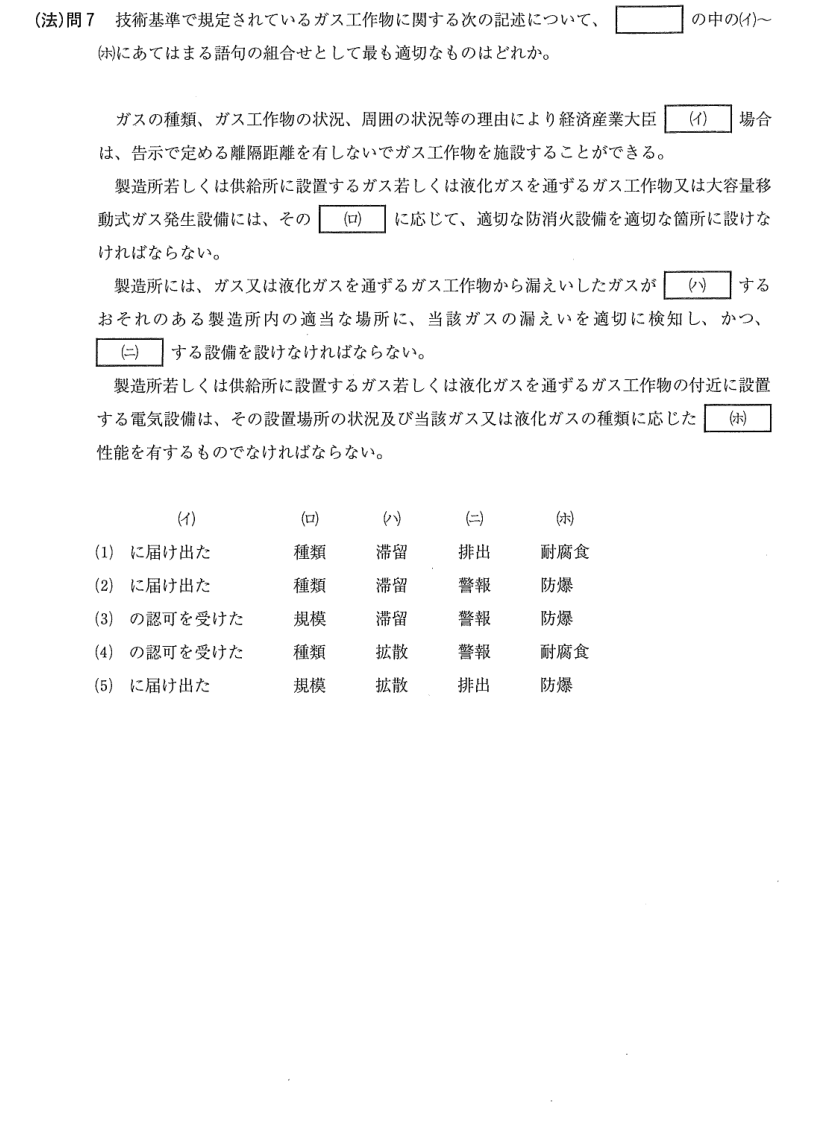 (法)問7 技術基準で規定されているガス工作物に関する次の記述について、 の中の(イ)～
(ホ)にあてはまる語句の組合せとして最も適切なものはどれか。
ガスの種類、ガス工作物の状況、周囲の状況等の理由により経済産業大臣 (イ) 場合
は、告示で定める離隔距離を有しないでガス工作物を施設することができる。
製造所若しくは供給所に設置するガス若しくは液化ガスを通ずるガス工作物又は大容量移
動式ガス発生設備には、その (ロ) に応じて、適切な防消火設備を適切な箇所に設けな
ければならない。
製造所には、ガス又は液化ガスを通ずるガス工作物から漏えいしたガスが (ハ) する
おそれのある製造所内の適当な場所に、当該ガスの漏えいを適切に検知し、かつ、
(ニ) する設備を設けなければならない。
製造所若しくは供給所に設置するガス若しくは液化ガスを通ずるガス工作物の付近に設置
する電気設備は、その設置場所の状況及び当該ガス又は液化ガスの種類に応じた (ホ)
性能を有するものでなければならない。
(イ) (ロ) (ハ) (ニ) (ホ)
(1) に届け出た 種類 滞留 排出 耐腐食
(2) に届け出た 種類 滞留 警報 防爆
(3) の認可を受けた 規模 滞留 警報 防爆
(4) の認可を受けた 種類 拡散 警報 耐腐食
(5) に届け出た 規模 拡散 排出 防爆